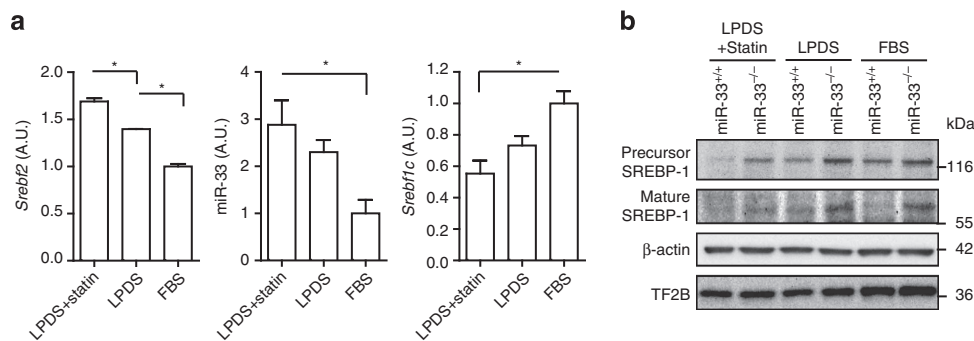 a
Srebf2 (A.U.)
2.0
1.5
1.0
0.5
0.0
*
*
LPDS+statin
LPDS
FBS
miR-33 (A.U.)
4
3
2
1
0
*
LPDS+statin
LPDS
FBS
Srebf1c (A.U.)
1.2
1.0
0.8
0.6
0.4
0.2
0.0
*
LPDS+statin
LPDS
FBS
b
LPDS
+Statin
LPDS
FBS
miR-33+/+
miR-33−/−
miR-33+/+
miR-33−/−
miR-33+/+
miR-33−/−
kDa
Precursor
SREBP-1
116
Mature
SREBP-1
55
β-actin
42
TF2B
36